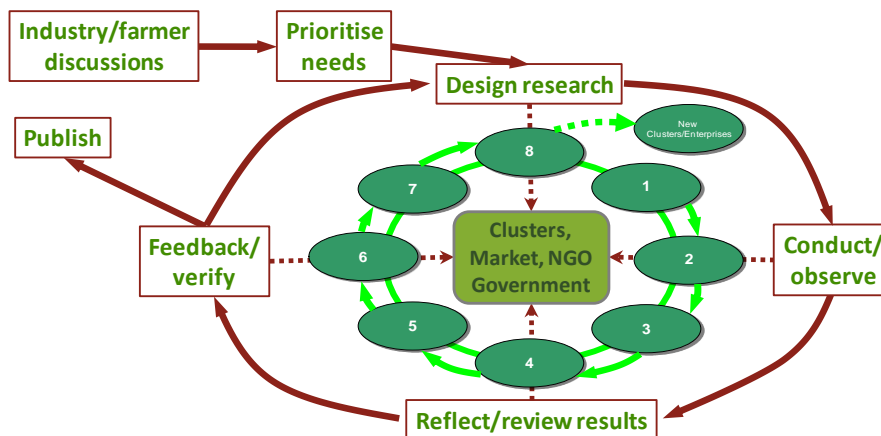 Industry/farmer
discussions
Prioritise
needs
Design research
New
Clusters/Enterprises
Publish
8
7
1
Clusters,
Market, NGO
Government
Feedback/
verify
6
2
Conduct/
observe
5
3
4
Reflect/review results